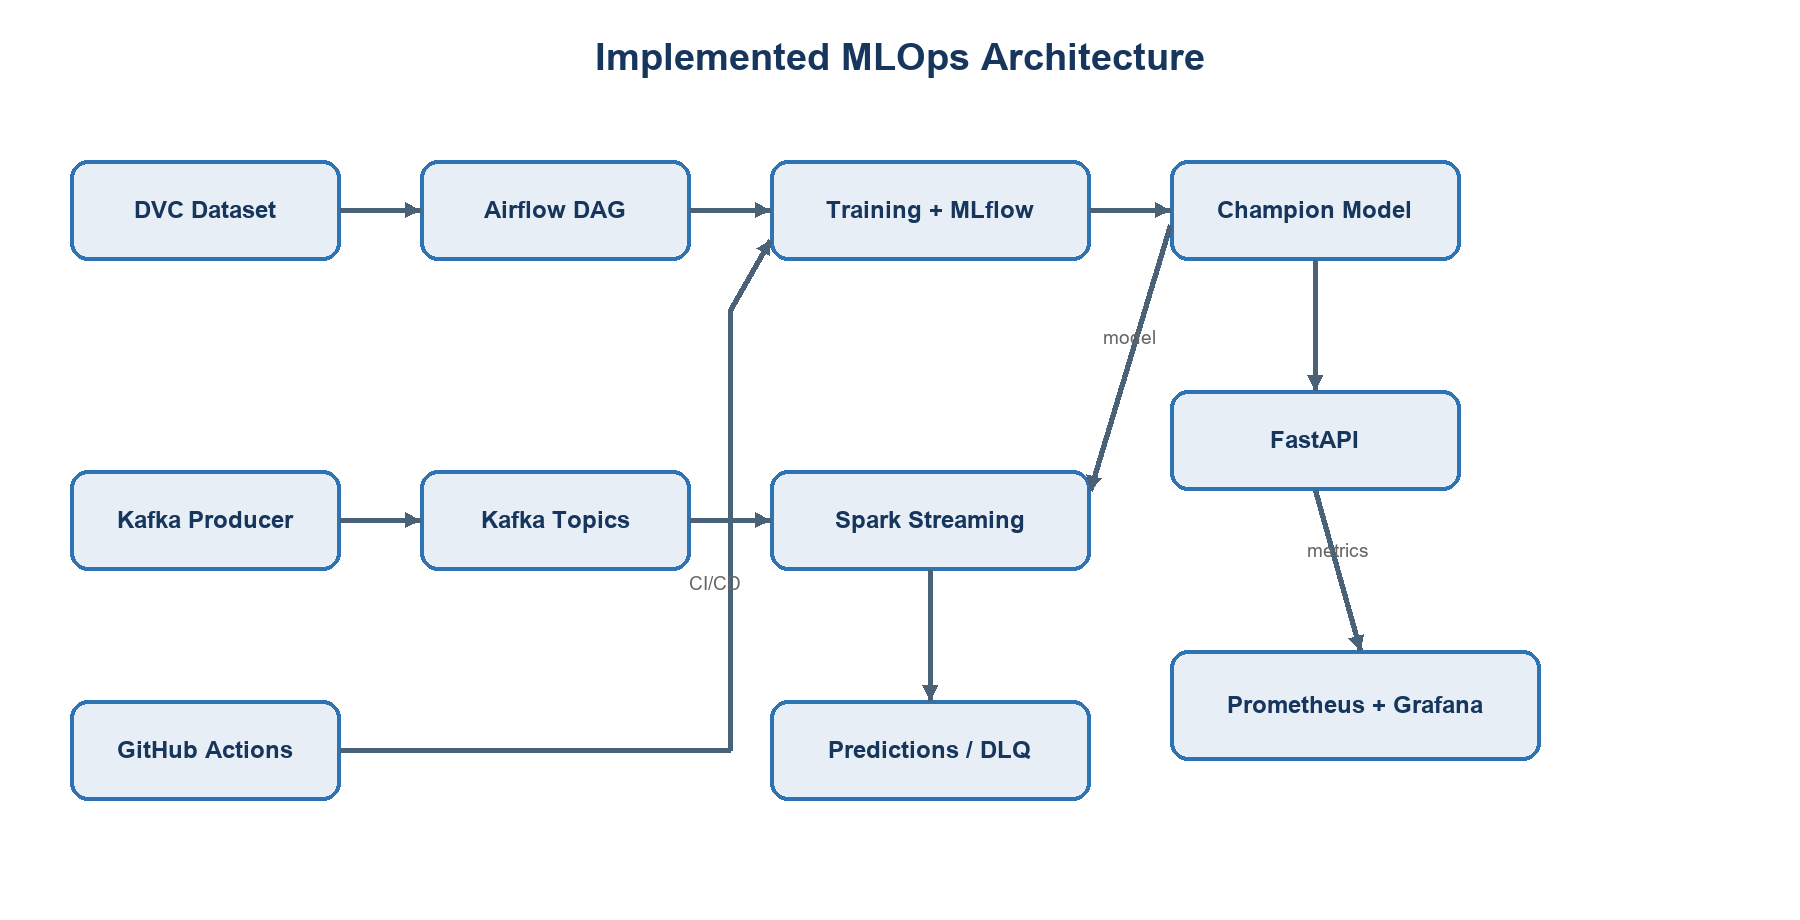 Implemented MLOps Architecture
DVC Dataset
Airflow DAG
Training + MLflow
Champion Model
model
FastAPI
Kafka Producer
Kafka Topics
Spark Streaming
metrics
CI/CD
GitHub Actions
Predictions / DLQ
Prometheus + Grafana